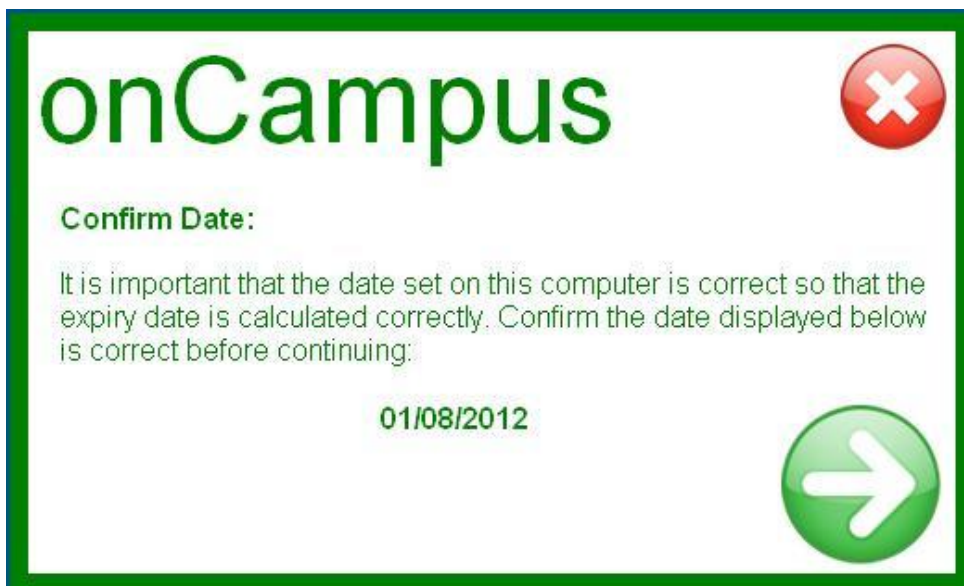 onCampus
Confirm Date:
It is important that the date set on this computer is correct so that the
expiry date is calculated correctly. Confirm the date displayed below
is correct before continuing:
01/08/2012